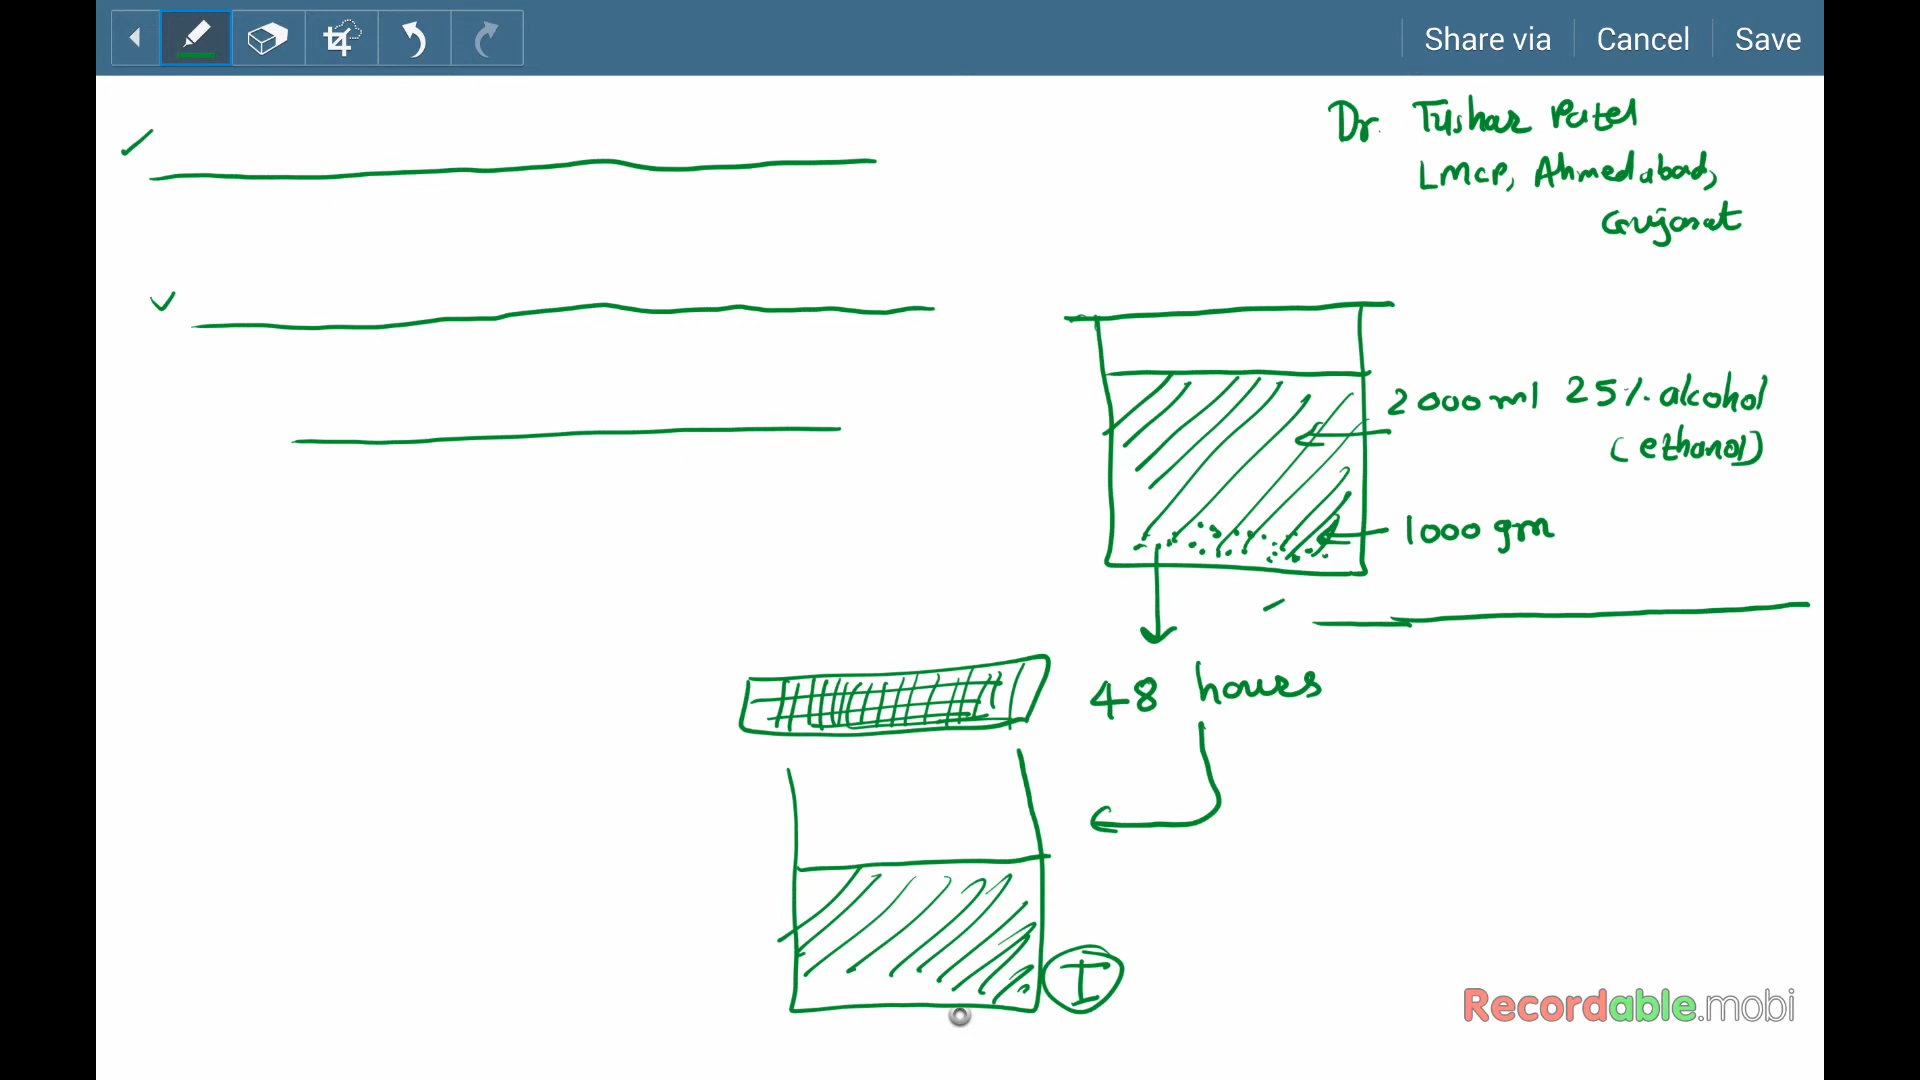 Share via Cancel Save
Dr. Tushar Patel
LMCP, Ahmedabad,
Gujarat
2000 ml 25% alcohol
(ethanol)
1000 gm
48 hours
I
Recordable.mobi